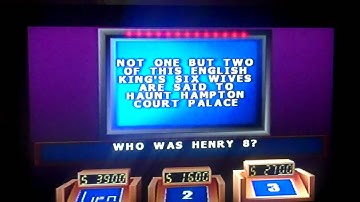 NOT ONE BUT TWO
OF THIS ENGLISH
KING'S SIX WIVES
ARE SAID TO
HAUNT HAMPTON
COURT PALACE
WHO WAS HENRY 8?
$ 3900
$ 1600
$ 2700
2
3